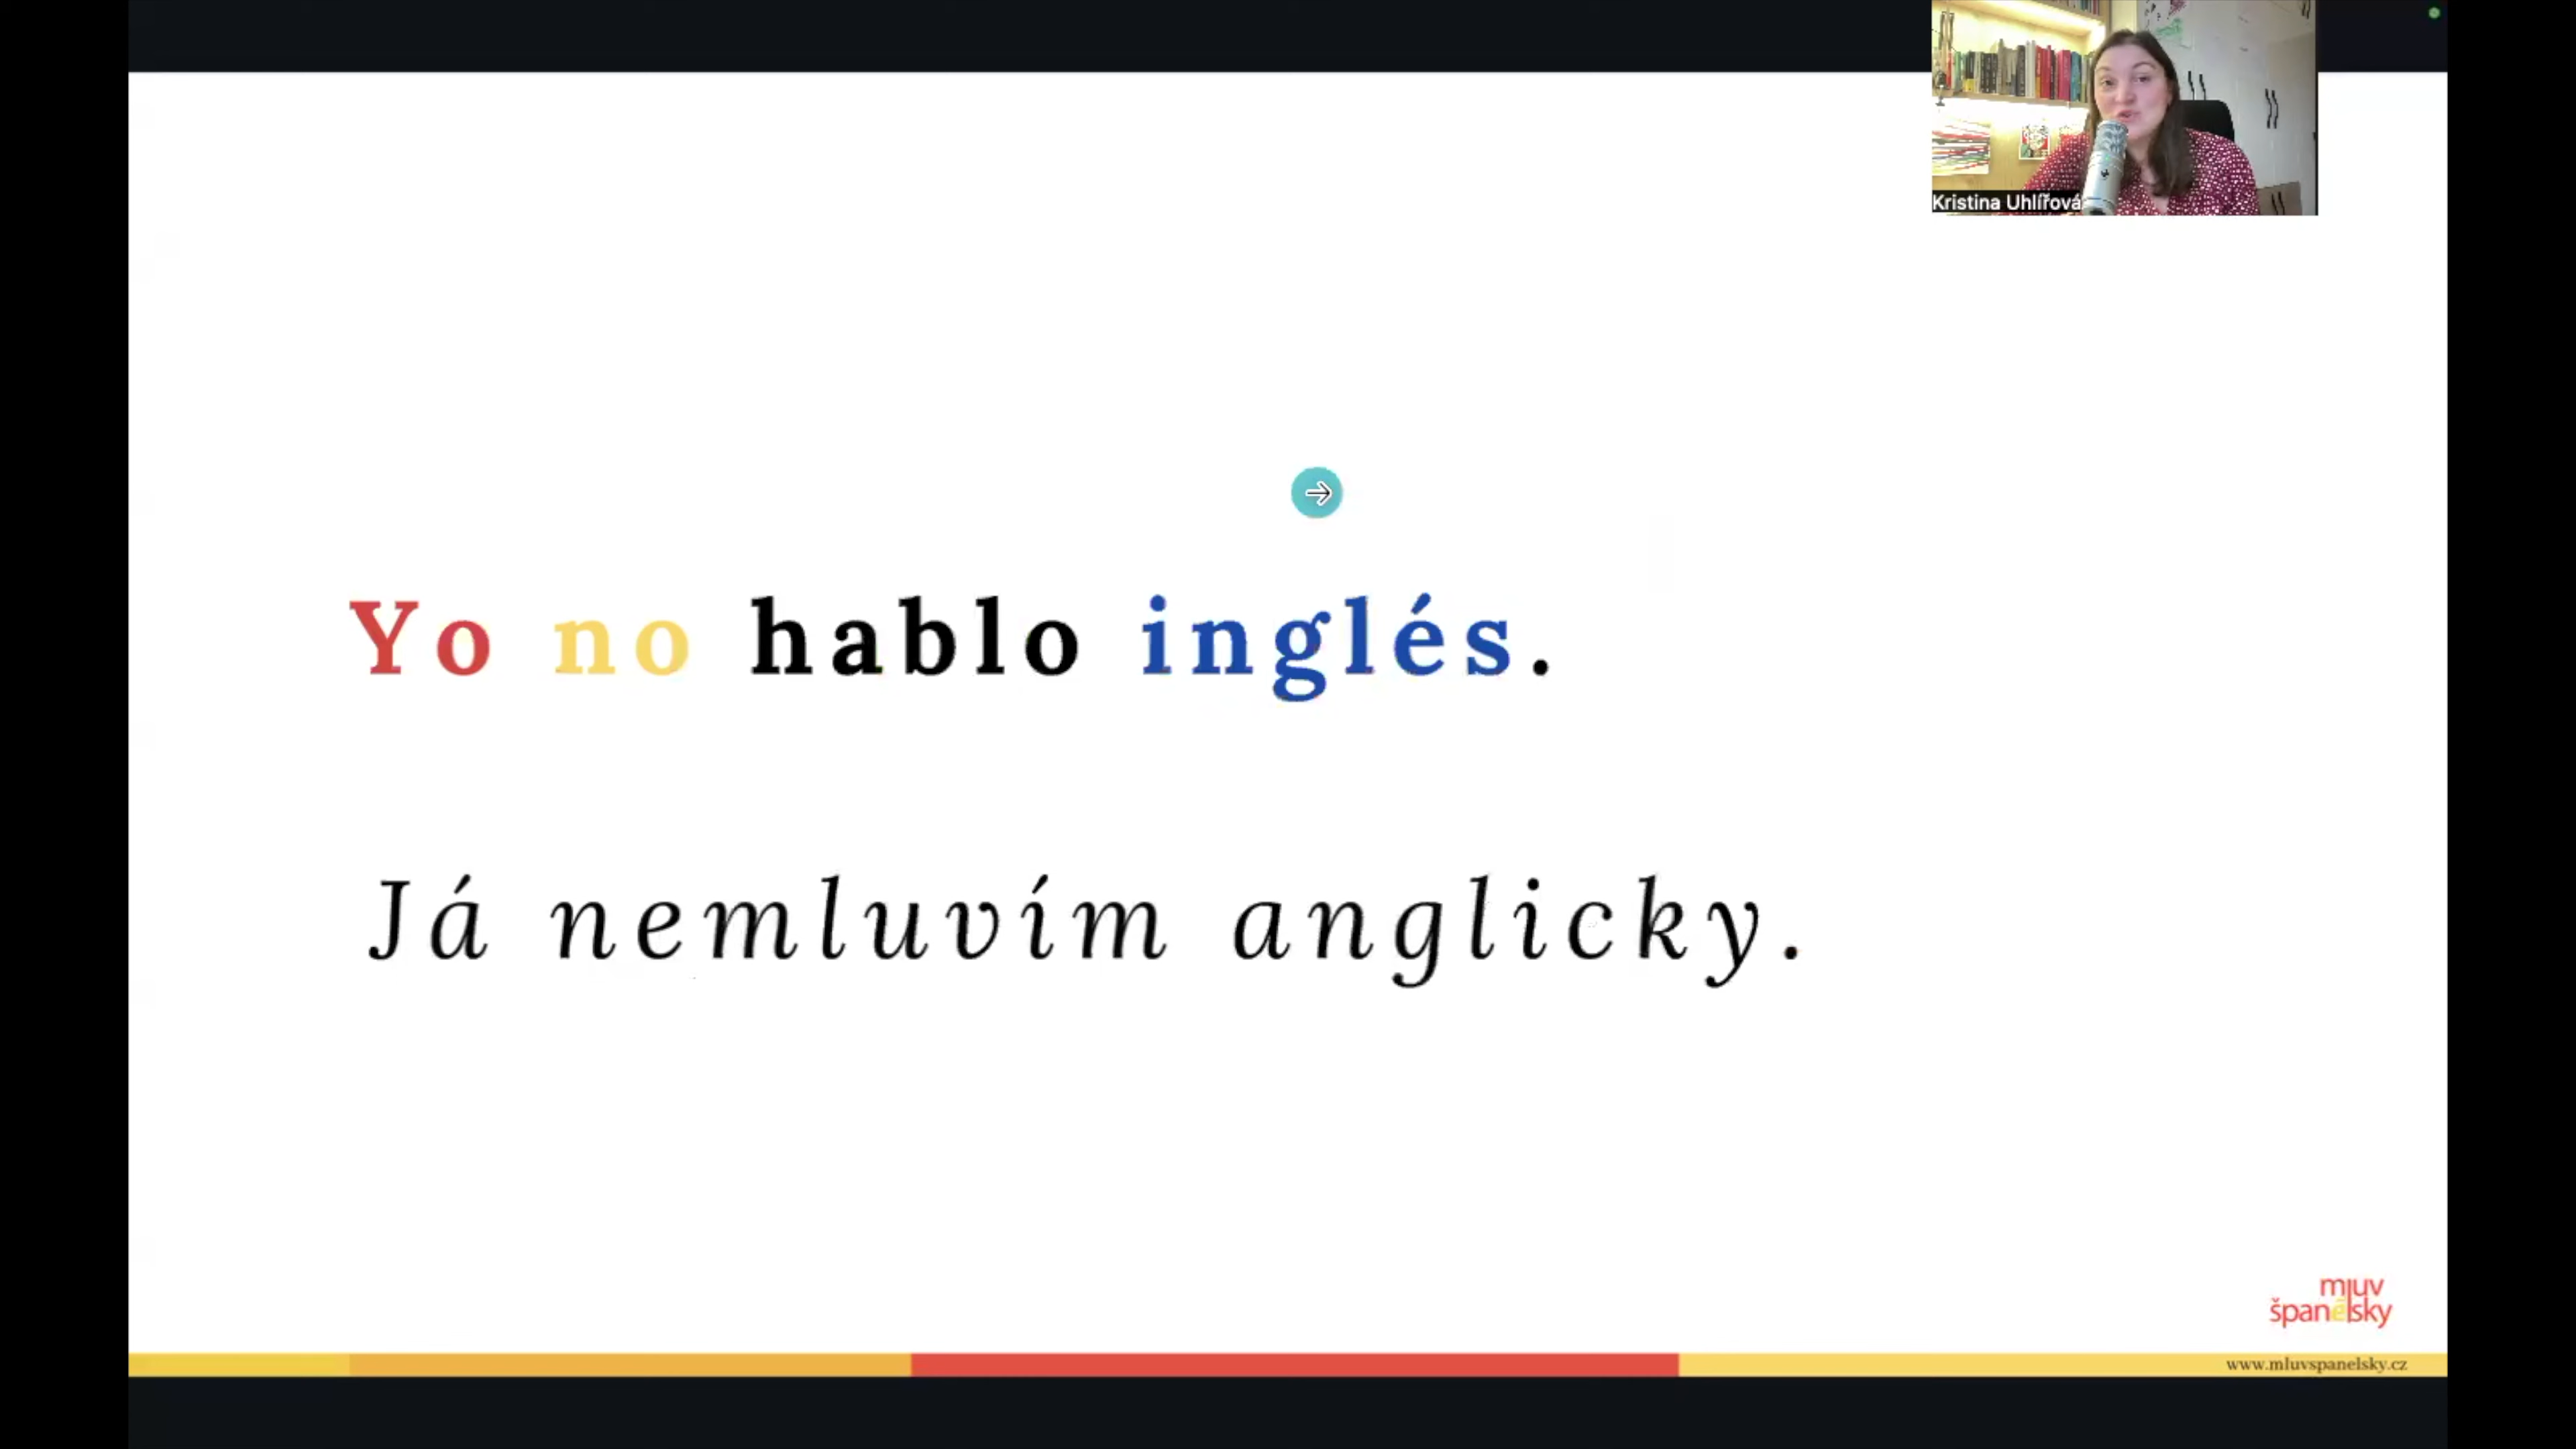 Kristina Uhlířová
Yo no hablo inglés.
Já nemluvím anglicky.
mluv
španělsky
www.mluvspanelsky.cz